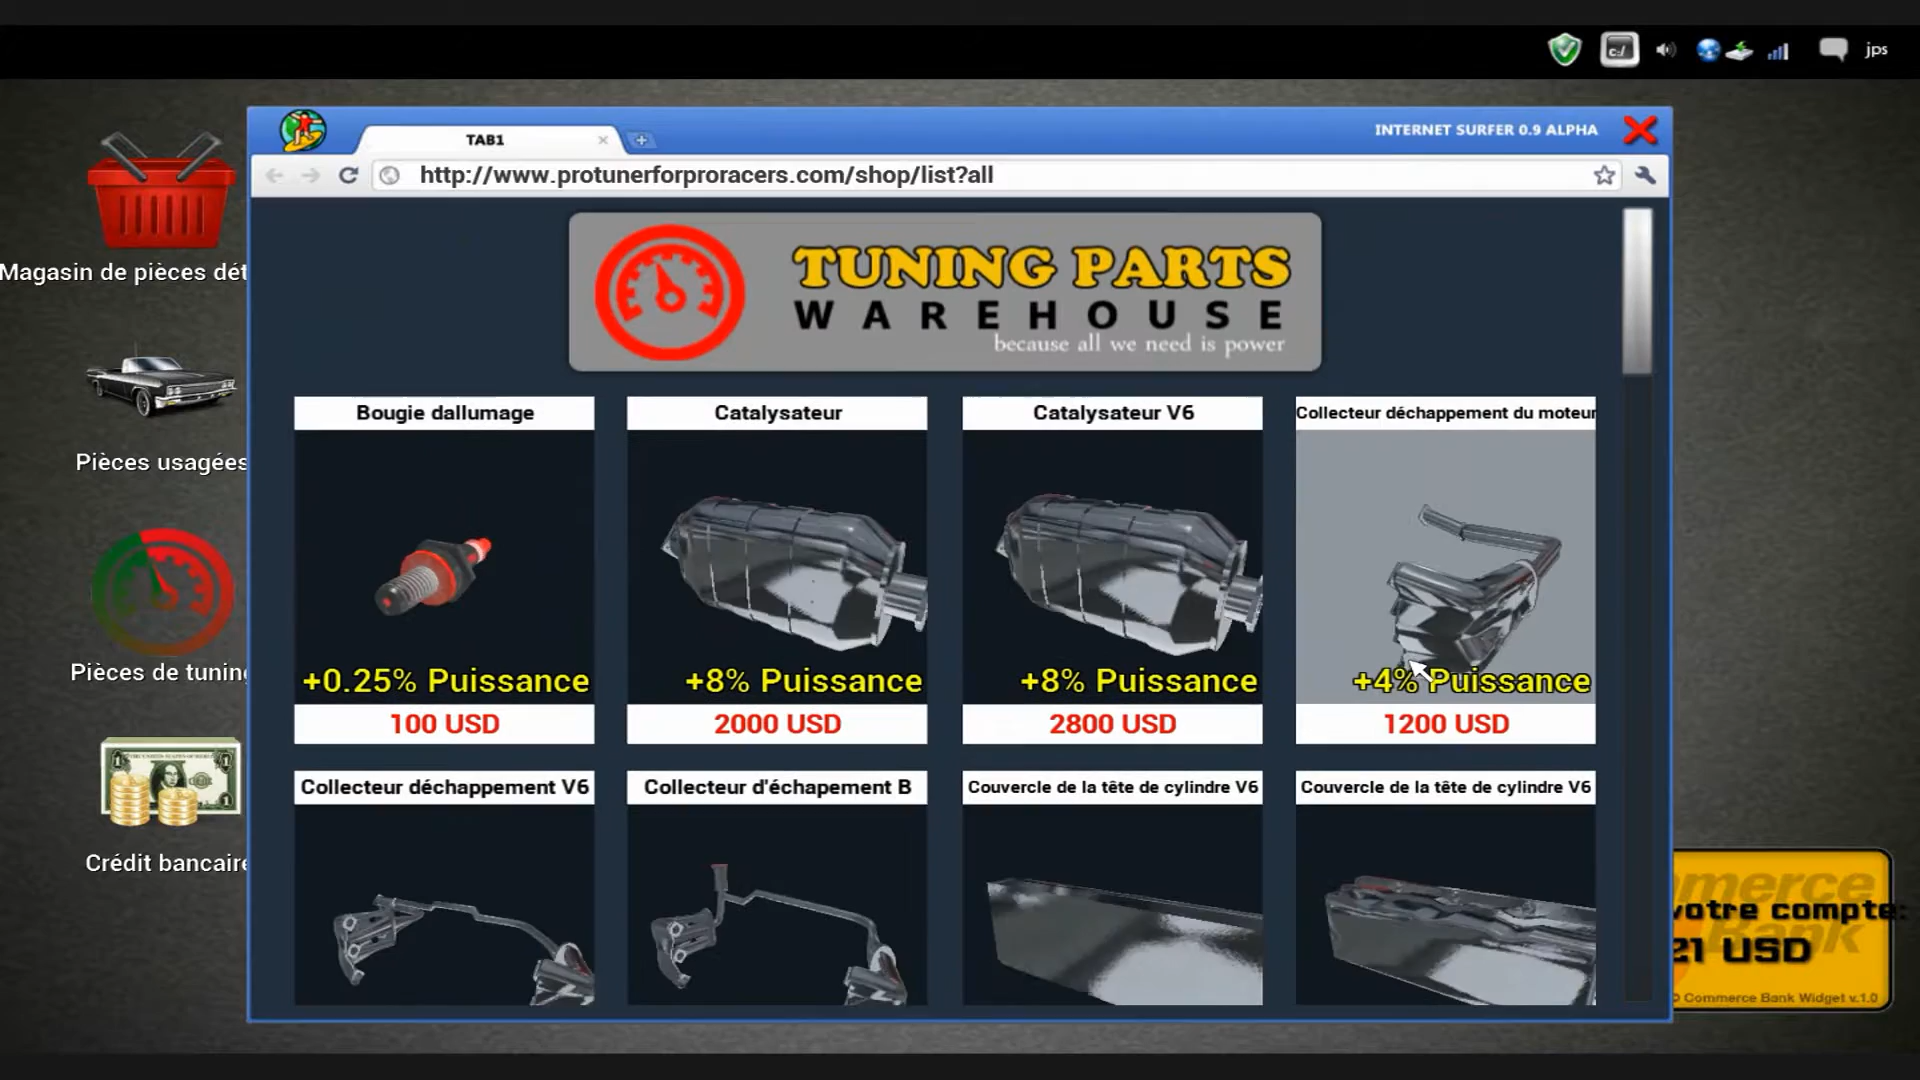 jps
TAB1
INTERNET SURFER 0.9 ALPHA
http://www.protunerforproracers.com/shop/list?all
TUNING PARTS
WAREHOUSE
because all we need is power
Magasin de pièces dét
Pièces usagées
Pièces de tuning
Crédit bancaire
Bougie dallumage
+0.25% Puissance
100 USD
Catalysateur
+8% Puissance
2000 USD
Catalysateur V6
+8% Puissance
2800 USD
Collecteur déchappement du moteur
+4% Puissance
1200 USD
Collecteur déchappement V6
Collecteur d'échapement B
Couvercle de la tête de cylindre V6
Couvercle de la tête de cylindre V6
mmerce
Bank
votre compte:
21 USD
Commerce Bank Widget v.1.0